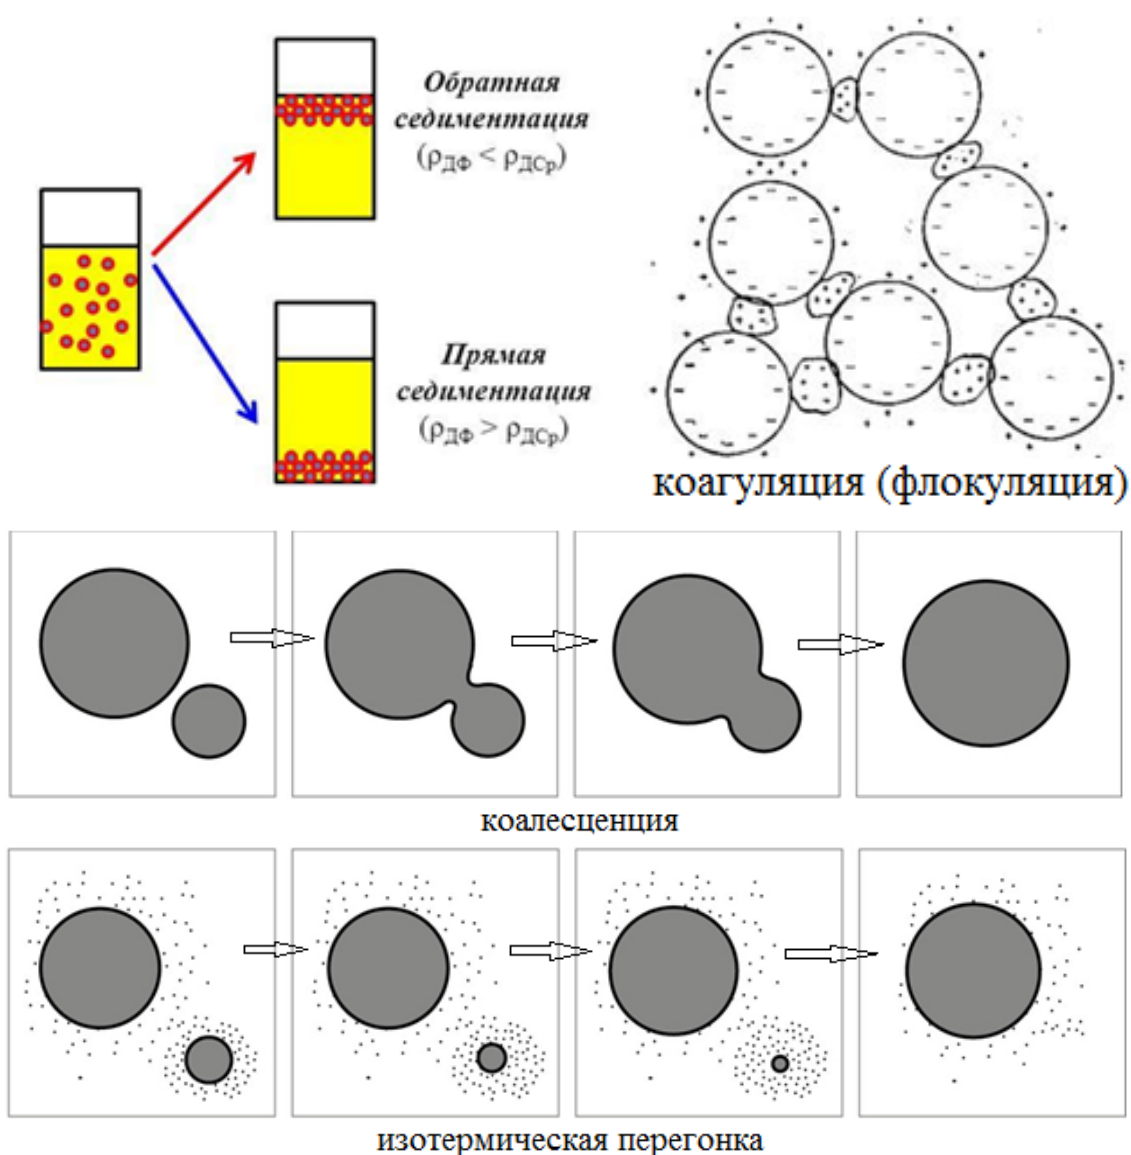 Обратная
седиментация
(ρДФ < ρДСр)
Прямая
седиментация
(ρДФ > ρДСр)
коагуляция (флокуляция)
коалесценция
изотермическая перегонка